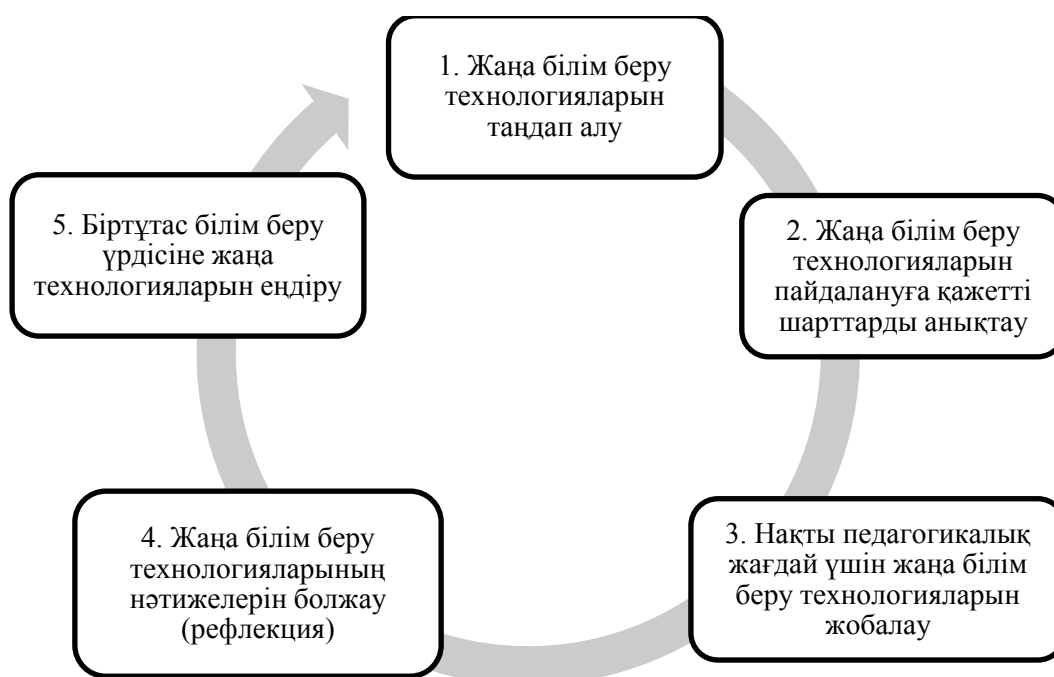 1. Жаңа білім беру
технологияларын
таңдап алу
2. Жаңа білім беру
технологияларын
пайдалануға қажетті
шарттарды анықтау
3. Нақты педагогикалық
жағдай үшін жаңа білім
беру технологияларын
жобалау
4. Жаңа білім беру
технологияларының
нәтижелерін болжау
(рефлекция)
5. Біртұтас білім беру
үрдісіне жаңа
технологияларын еңдіру